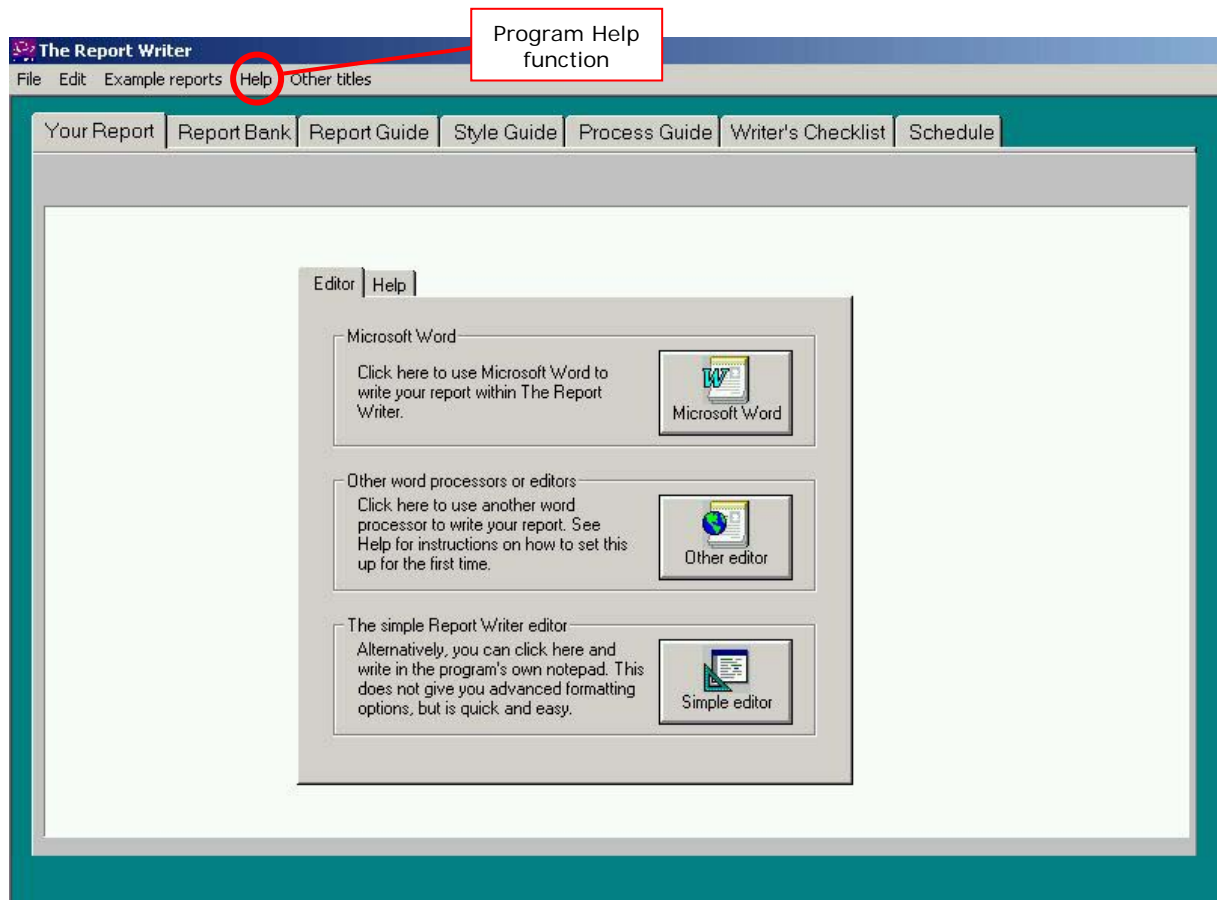 Program Help
function
The Report Writer
File Edit Example reports Help Other titles
Your Report Report Bank Report Guide Style Guide Process Guide Writer's Checklist Schedule
Editor Help
Microsoft Word
Click here to use Microsoft Word to
write your report within The Report
Writer.
Microsoft Word
Other word processors or editors
Click here to use another word
processor to write your report. See
Help for instructions on how to set this
up for the first time.
Other editor
The simple Report Writer editor
Alternatively, you can click here and
write in the program's own notepad. This
does not give you advanced formatting
options, but is quick and easy.
Simple editor